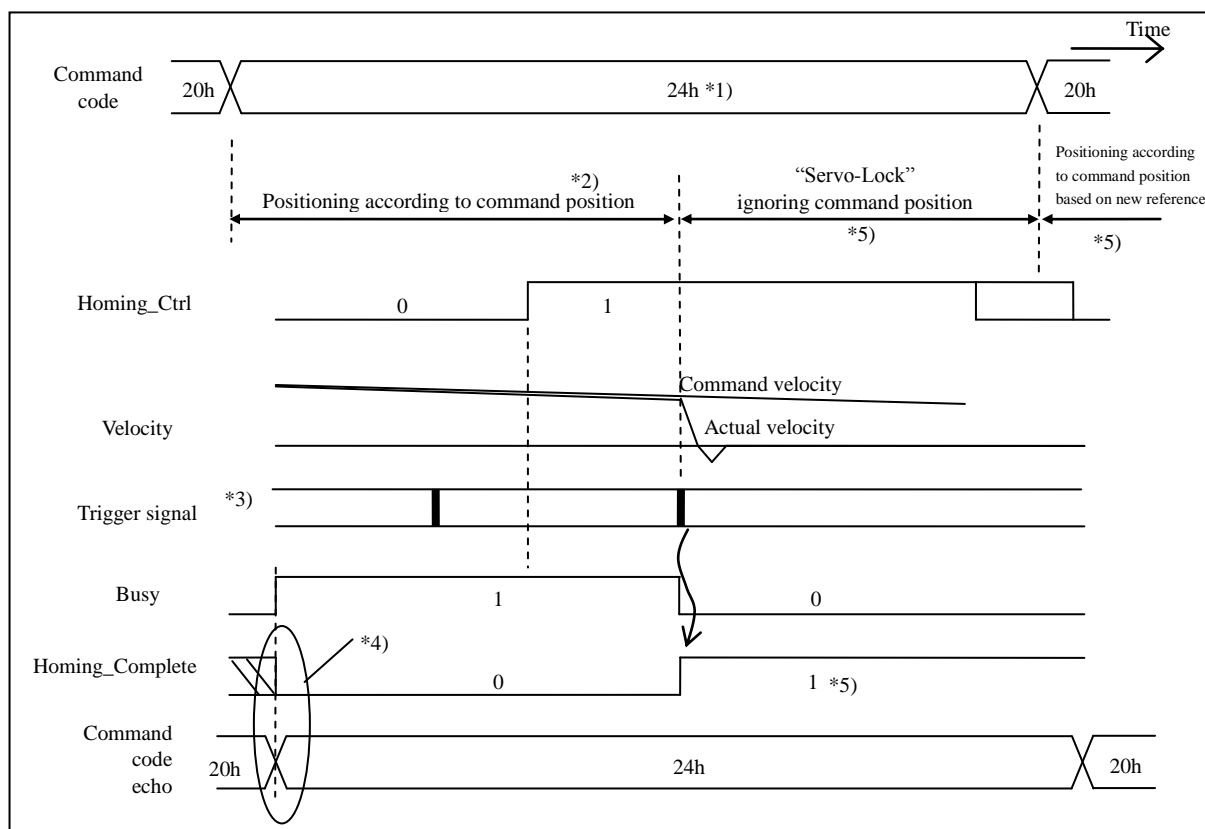 Time
Command
code
20h
24h *1)
20h
*2)
Positioning according to command position
“Servo-Lock”
ignoring command position
*5)
Positioning according
to command position
based on new reference
*5)
Homing_Ctrl
0
1
Command velocity
Velocity
Actual velocity
*3)
Trigger signal
Busy
1
0
*4)
Homing_Complete
0
1 *5)
Command
code
echo
20h
24h
20h